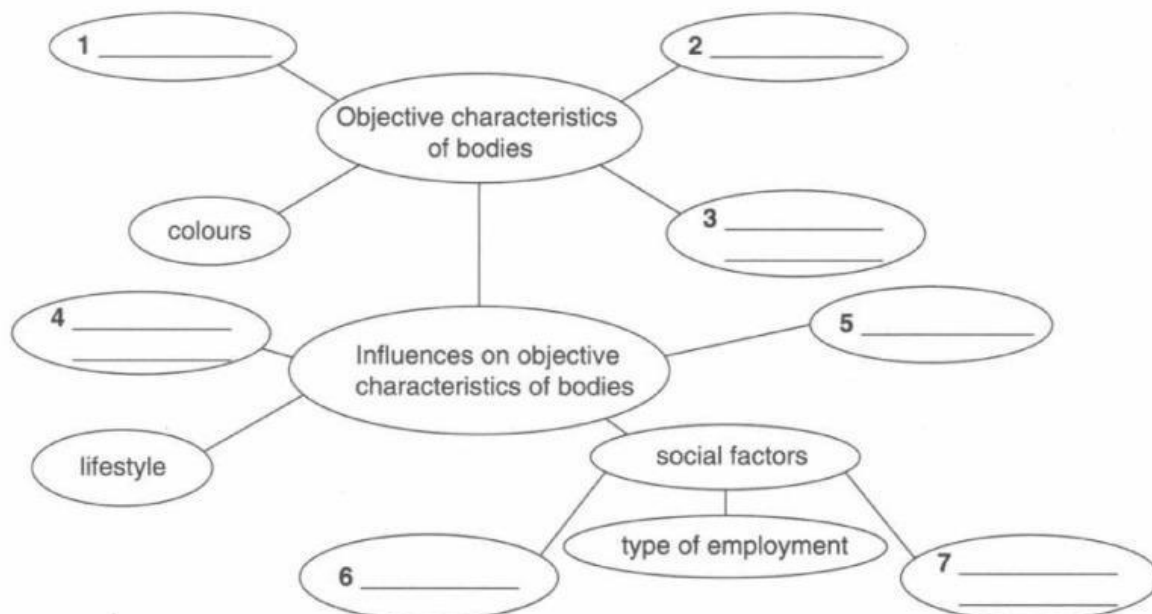 1
2
Objective characteristics
of bodies
colours
3
4
5
Influences on objective
characteristics of bodies
lifestyle
social factors
type of employment
6
7